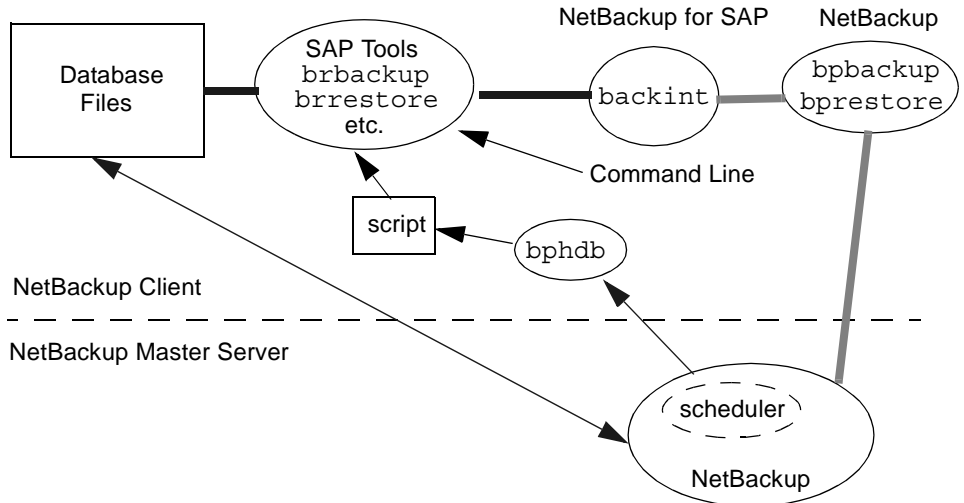 NetBackup for SAP
NetBackup
Database
Files
SAP Tools
brbackup
brrestore
etc.
backint
bpbackup
bprestore
Command Line
script
bphdb
NetBackup Client
NetBackup Master Server
scheduler
NetBackup